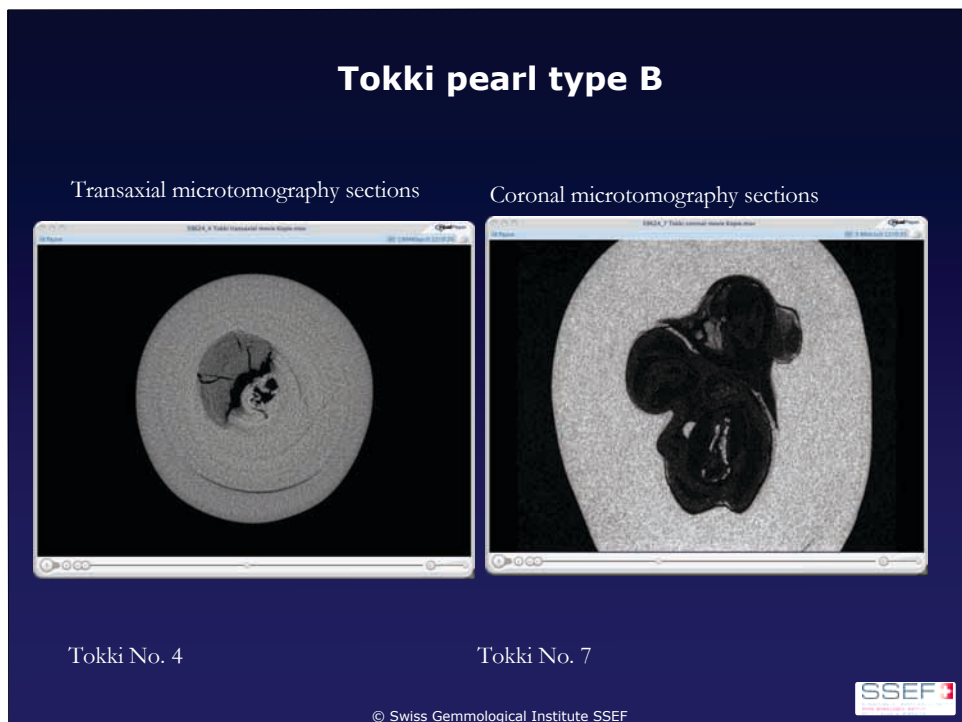 Tokki pearl type B
Transaxial microtomography sections
Coronal microtomography sections
Tokki No. 4
Tokki No. 7
SSEF
© Swiss Gemmological Institute SSEF